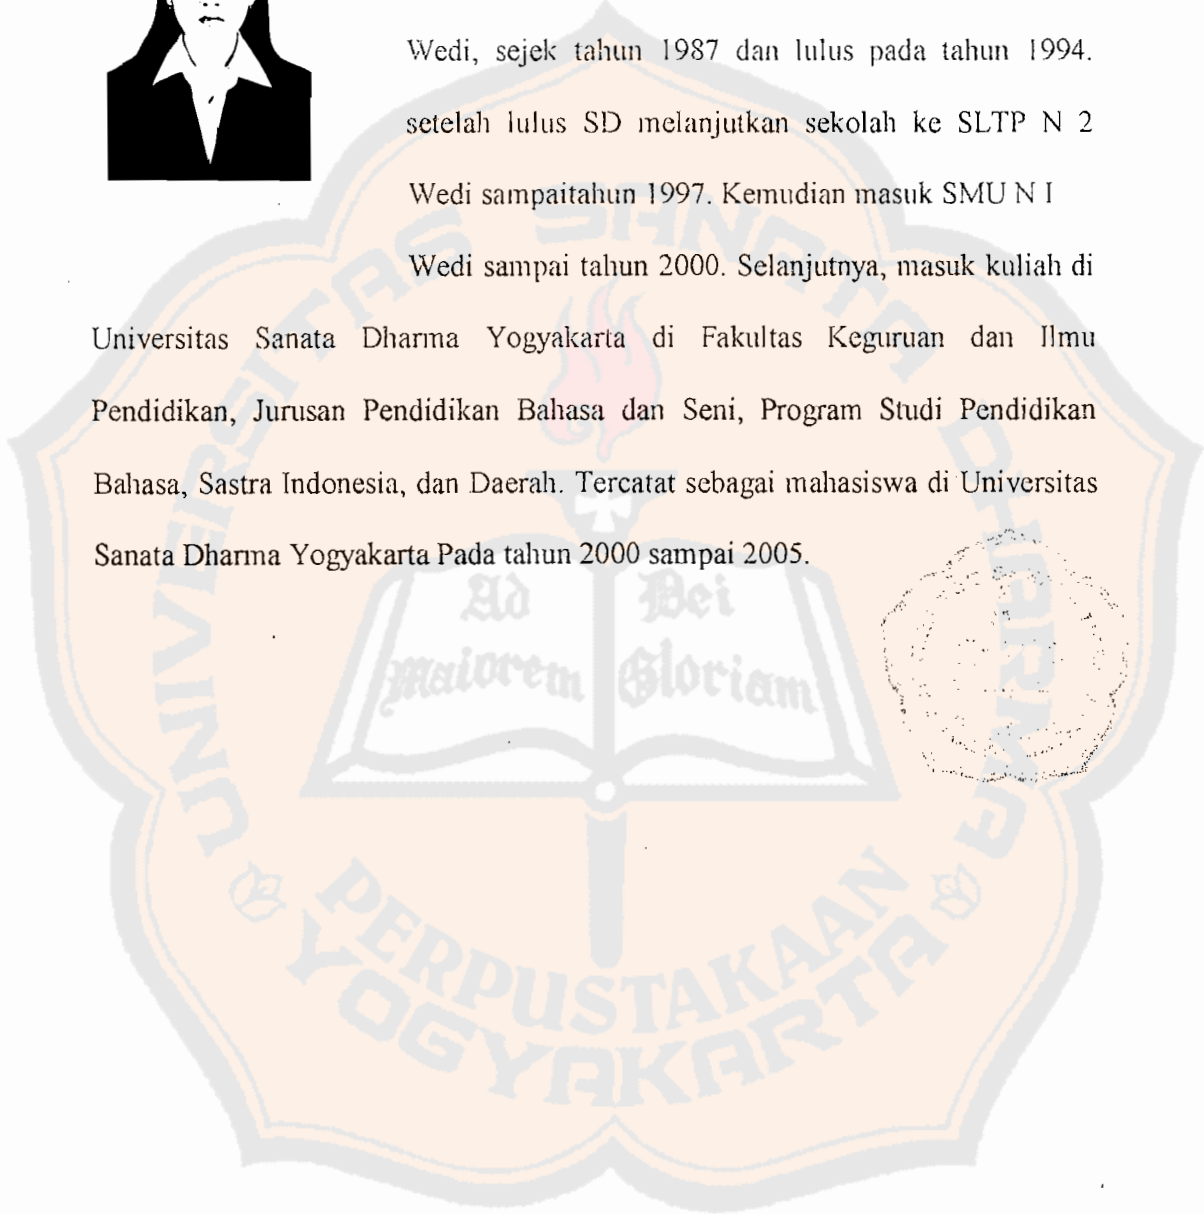 Wedi, sejek tahun 1987 dan lulus pada tahun 1994.
setelah lulus SD melanjutkan sekolah ke SLTP N 2
Wedi sampaitahun 1997. Kemudian masuk SMU N I
Wedi sampai tahun 2000. Selanjutnya, masuk kuliah di
Universitas Sanata Dharma Yogyakarta di Fakultas Keguruan dan Ilmu
Pendidikan, Jurusan Pendidikan Bahasa dan Seni, Program Studi Pendidikan
Bahasa, Sastra Indonesia, dan Daerah. Tercatat sebagai mahasiswa di Universitas
Sanata Dharma Yogyakarta Pada tahun 2000 sampai 2005.
UNIVERSITAS SANATA DHARMA
Ad Dei
maiorem Gloriam
PERPUSTAKAAN
YOGYAKARTA